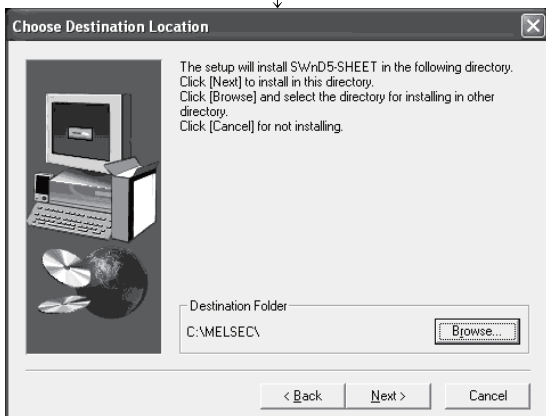 Choose Destination Location
The setup will install SWnD5-SHEET in the following directory.
Click [Next] to install in this directory.
Click [Browse] and select the directory for installing in other
directory.
Click [Cancel] for not installing.
Destination Folder
C:\MELSEC\
Browse...
< Back
Next >
Cancel